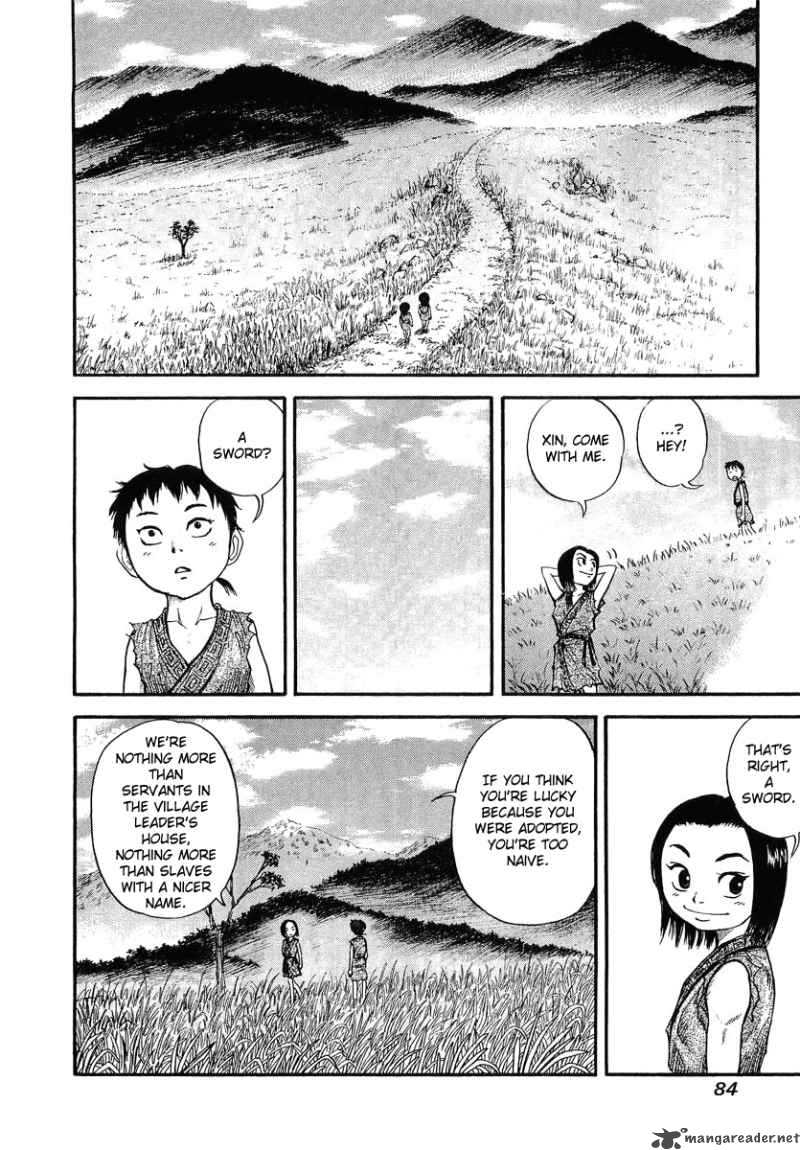 ...?
HEY!
XIN, COME
WITH ME.
A
SWORD?
THAT'S
RIGHT,
A
SWORD.
IF YOU THINK
YOU'RE LUCKY
BECAUSE YOU
WERE ADOPTED,
YOU'RE TOO
NAIVE.
WE'RE
NOTHING MORE
THAN
SERVANTS IN
THE VILLAGE
LEADER'S
HOUSE,
NOTHING MORE
THAN SLAVES
WITH A NICER
NAME.
84
mangareader.net